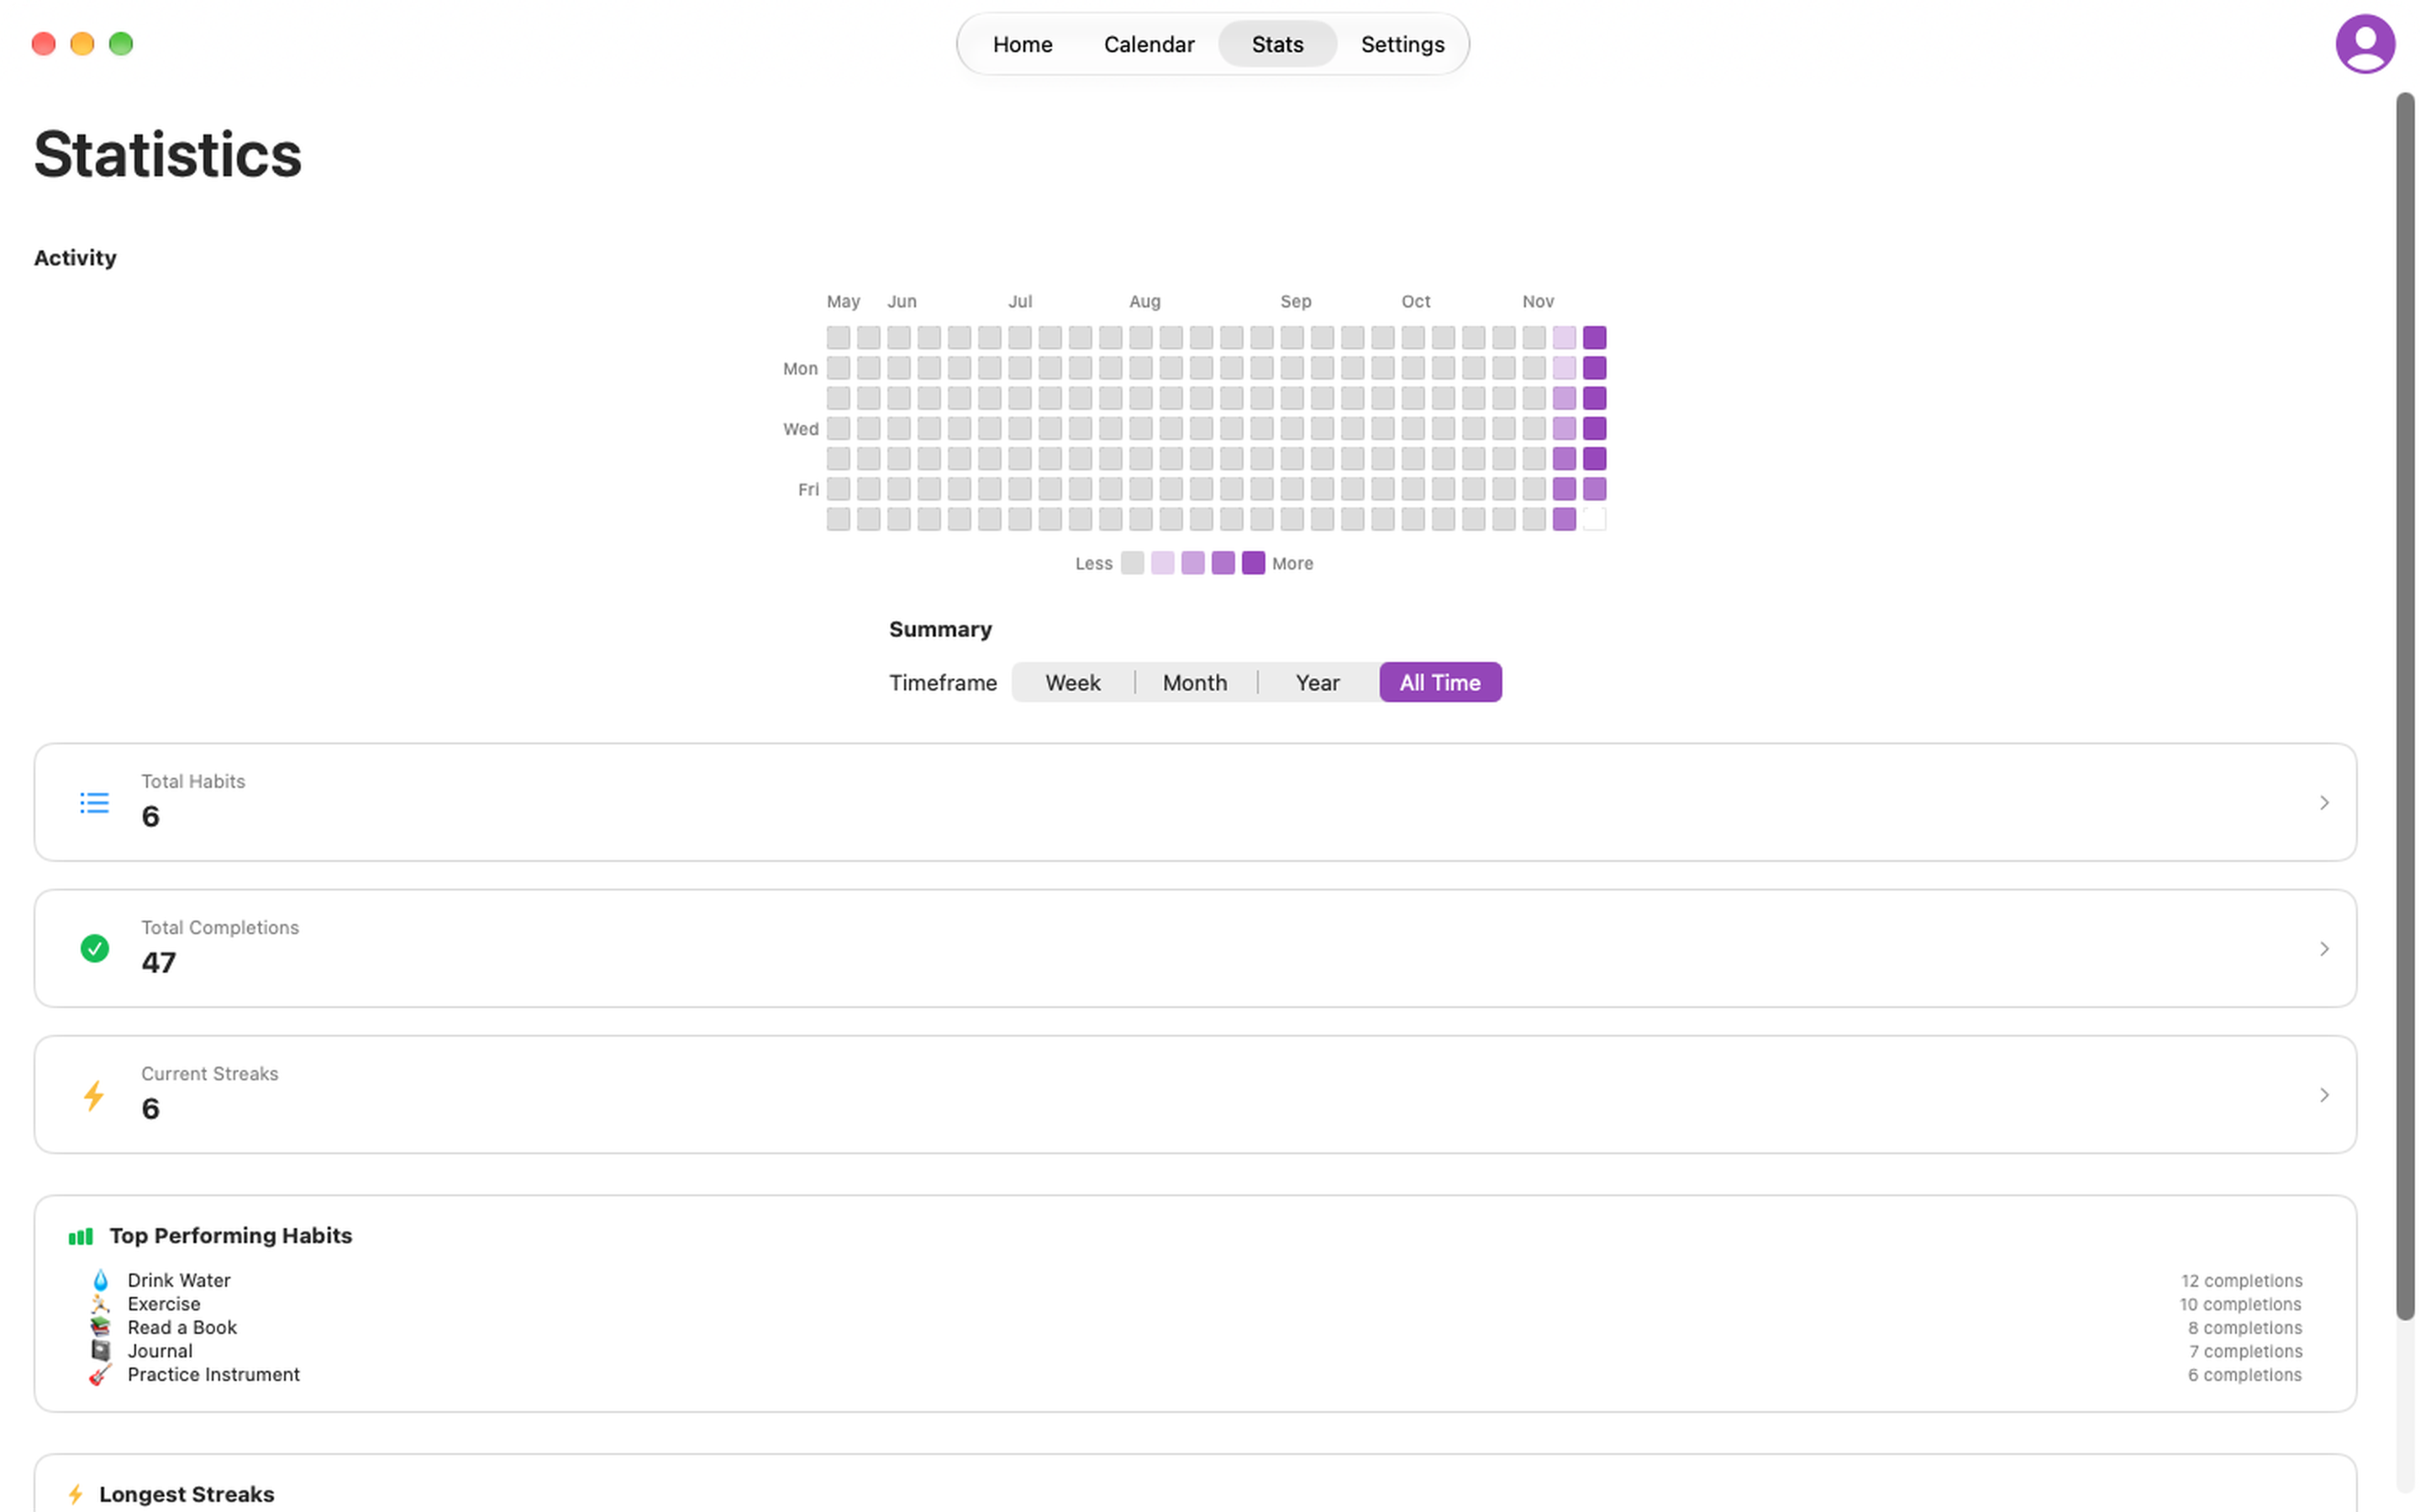 Home Calendar Stats Settings
Statistics
Activity
May Jun Jul Aug Sep Oct Nov
Mon
Wed
Fri
Less More
Summary
Timeframe Week Month Year All Time
Total Habits
6
Total Completions
47
Current Streaks
6
Top Performing Habits
Drink Water 12 completions
Exercise 10 completions
Read a Book 8 completions
Journal 7 completions
Practice Instrument 6 completions
Longest Streaks